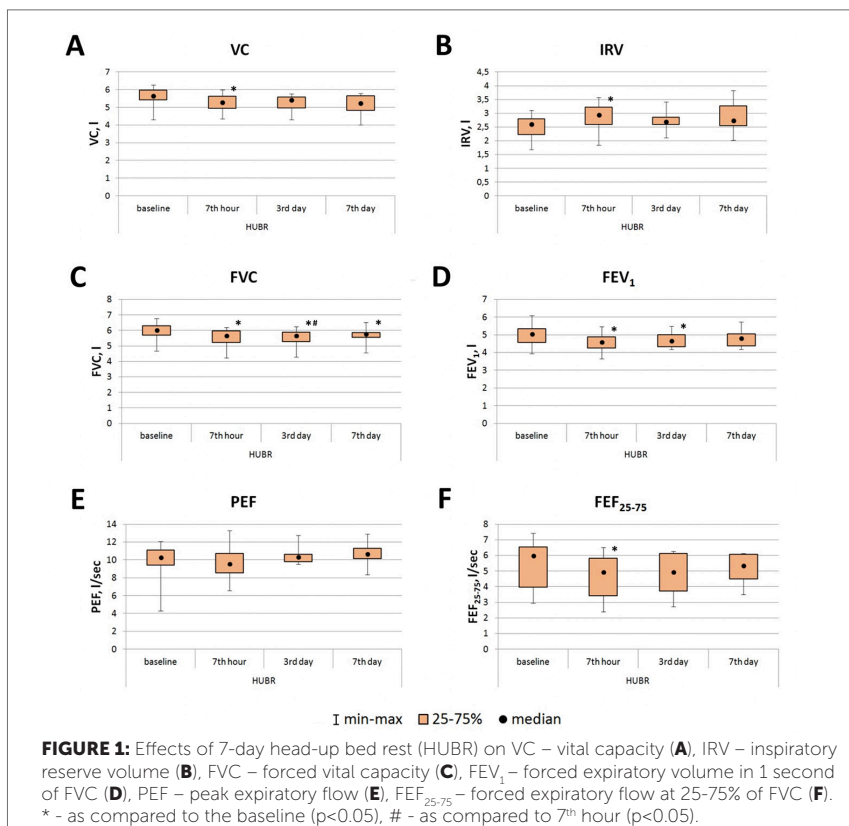 A
VC
VC, l
7
6
5
4
3
2
1
0
*
baseline 7th hour 3rd day 7th day
HUBR
B
IRV
IRV, l
4,5
4
3,5
3
2,5
2
1,5
1
0,5
0
*
baseline 7th hour 3rd day 7th day
HUBR
C
FVC
FVC, l
8
7
6
5
4
3
2
1
0
* *# *
baseline 7th hour 3rd day 7th day
HUBR
D
FEV₁
FEV₁, l
7
6
5
4
3
2
1
0
* *
baseline 7th hour 3rd day 7th day
HUBR
E
PEF
PEF, l/sec
14
12
10
8
6
4
2
0
baseline 7th hour 3rd day 7th day
HUBR
F
FEF₂₅₋₇₅
FEF₂₅₋₇₅, l/sec
8
7
6
5
4
3
2
1
0
*
baseline 7th hour 3rd day 7th day
HUBR
min-max 25-75% median
FIGURE 1: Effects of 7-day head-up bed rest (HUBR) on VC – vital capacity (A), IRV – inspiratory
reserve volume (B), FVC – forced vital capacity (C), FEV₁ – forced expiratory volume in 1 second
of FVC (D), PEF – peak expiratory flow (E), FEF₂₅₋₇₅ – forced expiratory flow at 25-75% of FVC (F).
* - as compared to the baseline (p<0.05), # - as compared to 7th hour (p<0.05).